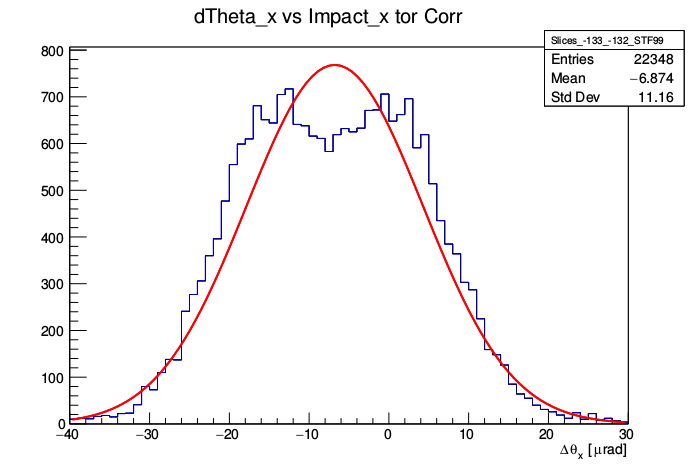 dTheta_x vs Impact_x tor Corr
Slices_-133_-132_STF99
Entries 22348
Mean −6.874
Std Dev 11.16
800
700
600
500
400
300
200
100
0
−40 −30 −20 −10 0 10 20 30
Δθx [μrad]